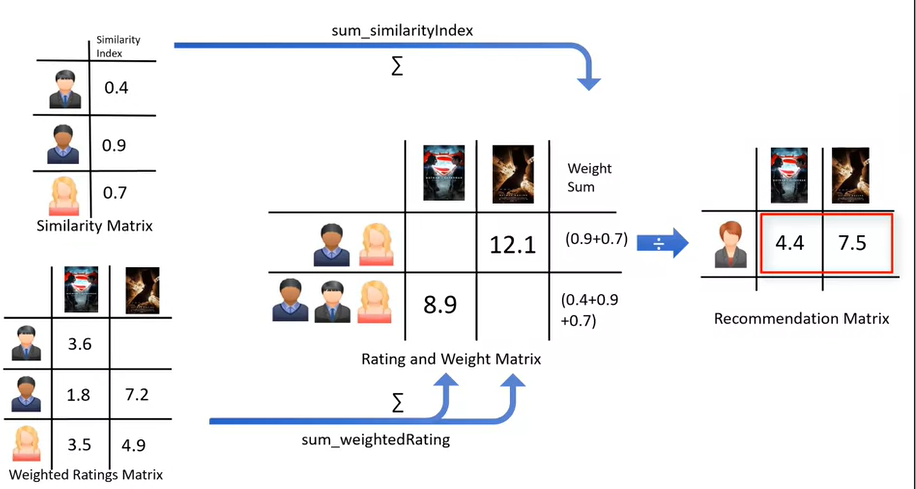 sum_similarityIndex
Similarity
Index
∑
0.4
0.9
0.7
Similarity Matrix
Weight
Sum
12.1
(0.9+0.7)
÷
8.9
(0.4+0.9
+0.7)
Rating and Weight Matrix
4.4 7.5
Recommendation Matrix
3.6
1.8 7.2
3.5 4.9
Weighted Ratings Matrix
∑
sum_weightedRating